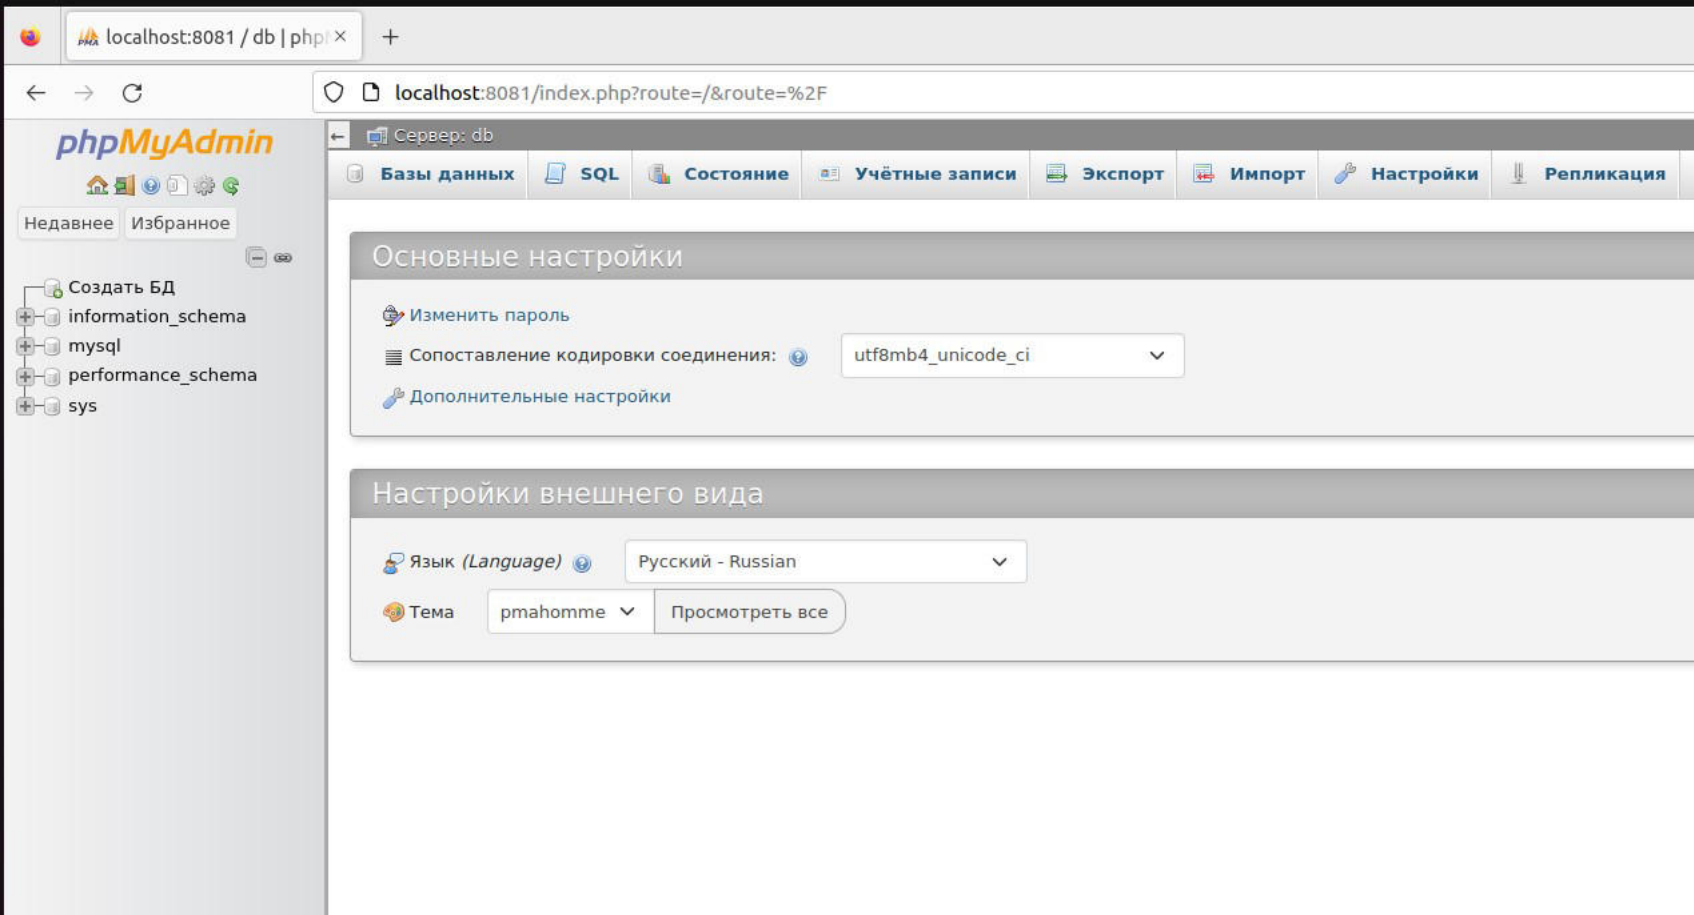 localhost:8081 / db | php
localhost:8081/index.php?route=/&route=%2F
phpMyAdmin
Недавнее Избранное
Создать БД
information_schema
mysql
performance_schema
sys
Сервер: db
Базы данных SQL Состояние Учётные записи Экспорт Импорт Настройки Репликация
Основные настройки
Изменить пароль
Сопоставление кодировки соединения: utf8mb4_unicode_ci
Дополнительные настройки
Настройки внешнего вида
Язык (Language) Русский - Russian
Тема pmahomme Просмотреть все